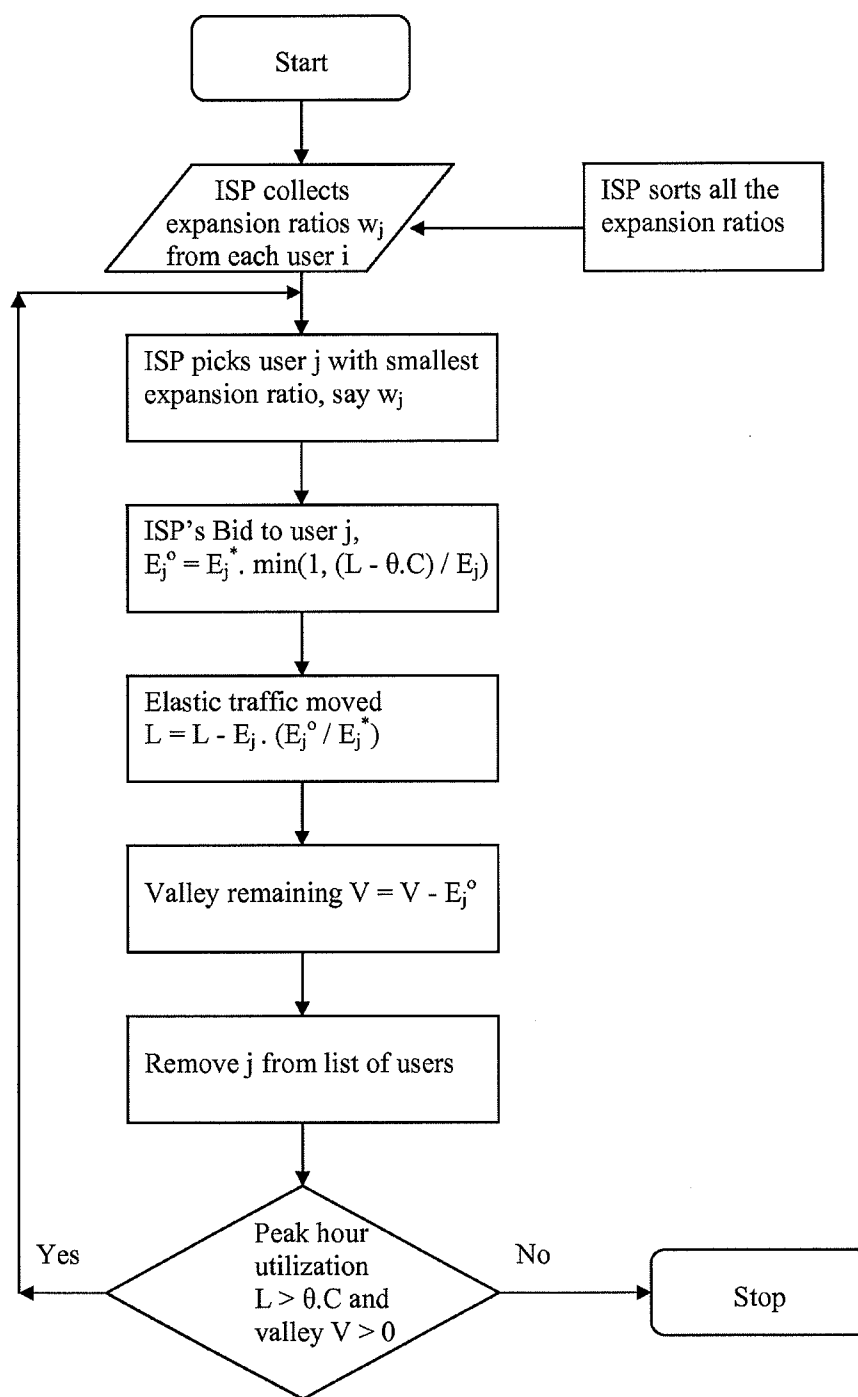 Start
ISP collects
expansion ratios wj
from each user i
ISP sorts all the
expansion ratios
ISP picks user j with smallest
expansion ratio, say wj
ISP's Bid to user j,
Ejº = Ej*. min(1, (L - θ.C) / Ej)
Elastic traffic moved
L = L - Ej . (Ejº / Ej*)
Valley remaining V = V - Ejº
Remove j from list of users
Peak hour
utilization
L > θ.C and
valley V > 0
Yes
No
Stop